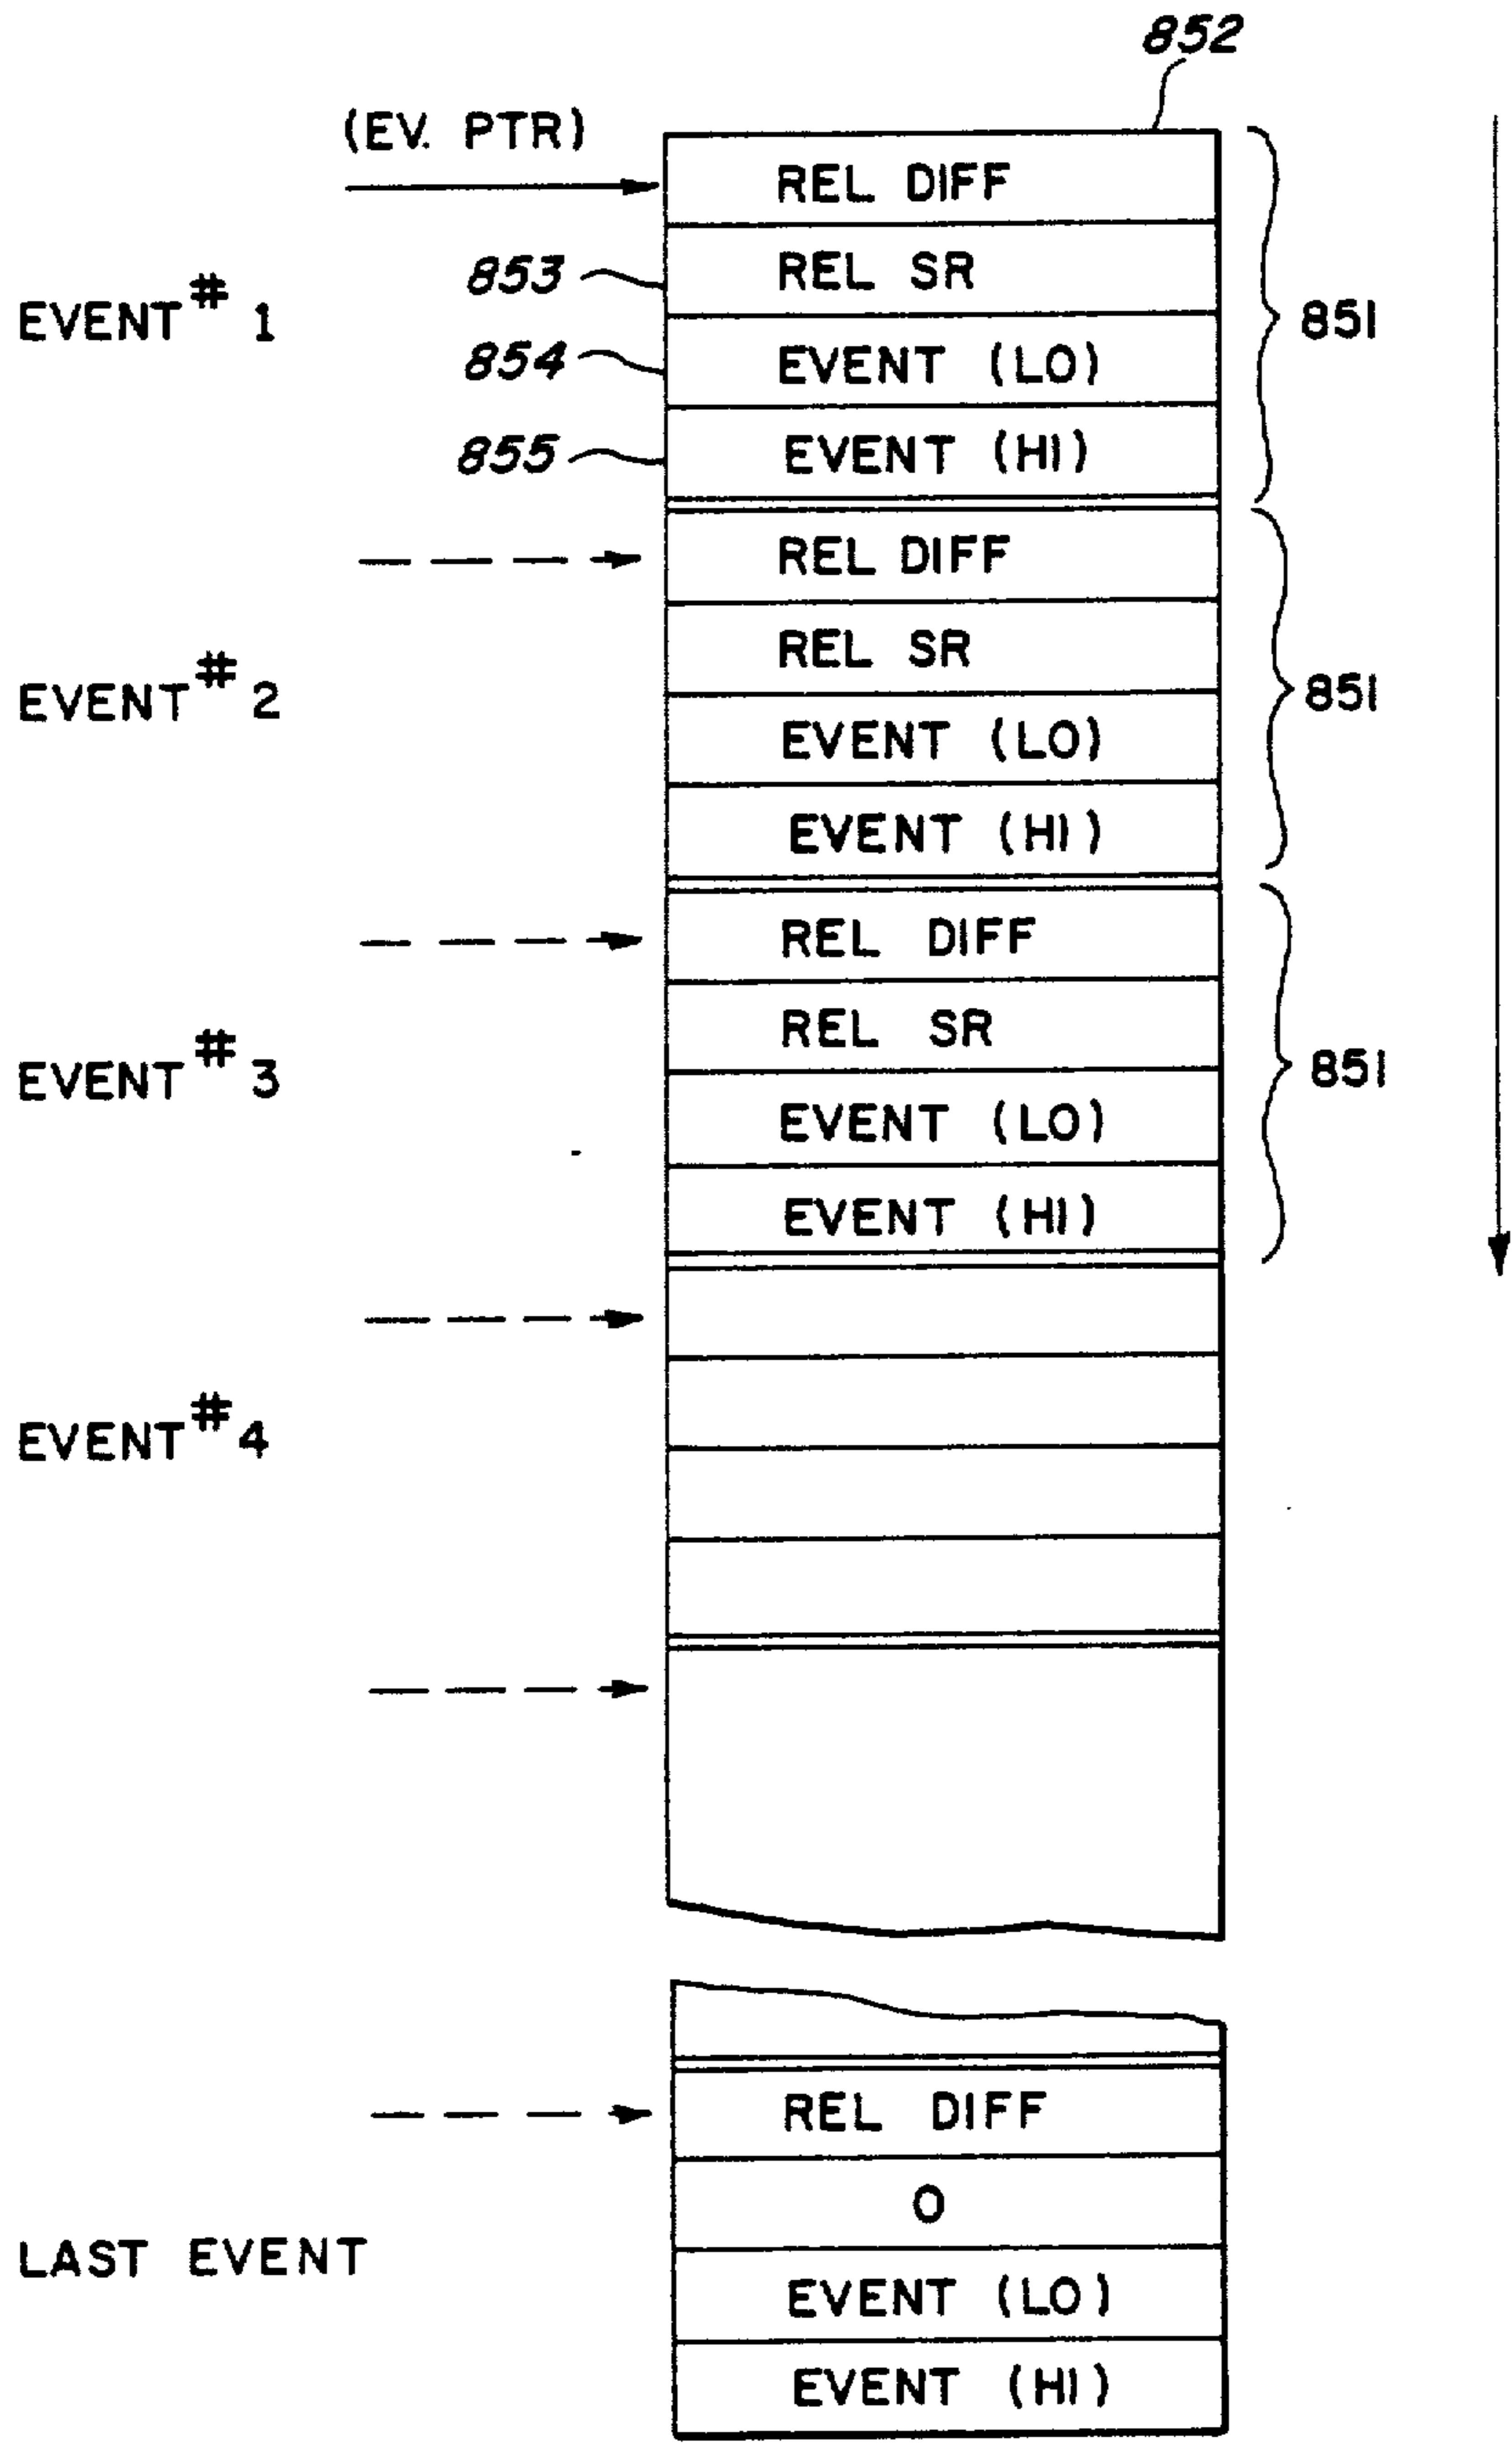 852
(EV. PTR)
REL DIFF
853
REL SR
EVENT # 1
851
854
EVENT (LO)
855
EVENT (HI)
REL DIFF
REL SR
EVENT # 2
851
EVENT (LO)
EVENT (HI)
REL DIFF
REL SR
EVENT # 3
851
EVENT (LO)
EVENT (HI)
EVENT # 4
REL DIFF
0
LAST EVENT
EVENT (LO)
EVENT (HI)